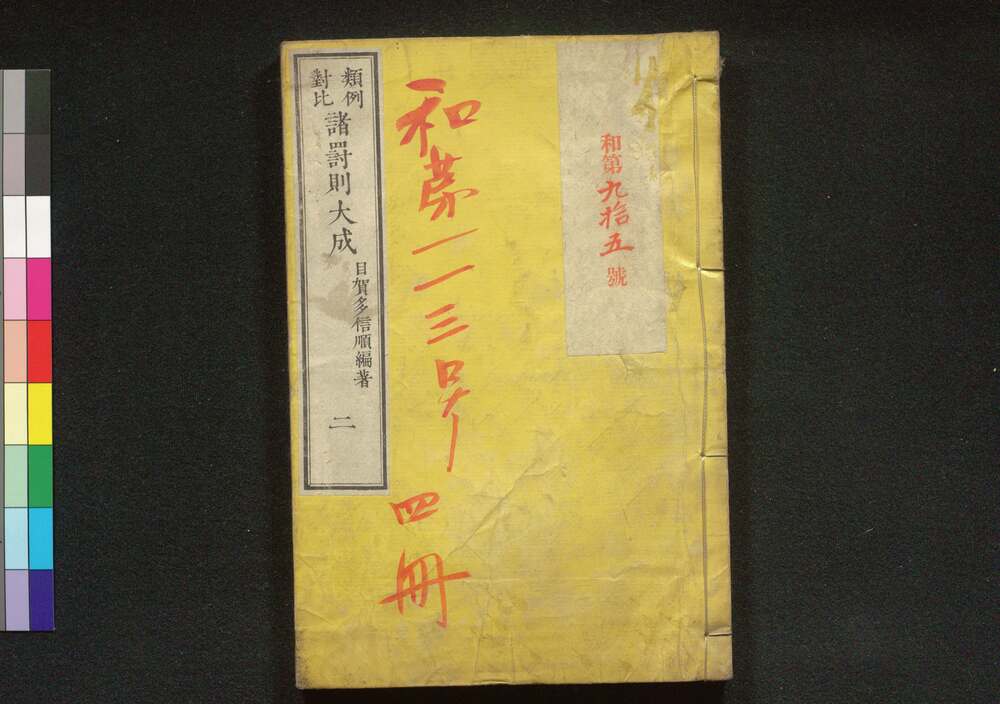 和第九拾五號
和第一一三号
四冊
類例
對比
諸罰則大成
目賀多信順編著
二